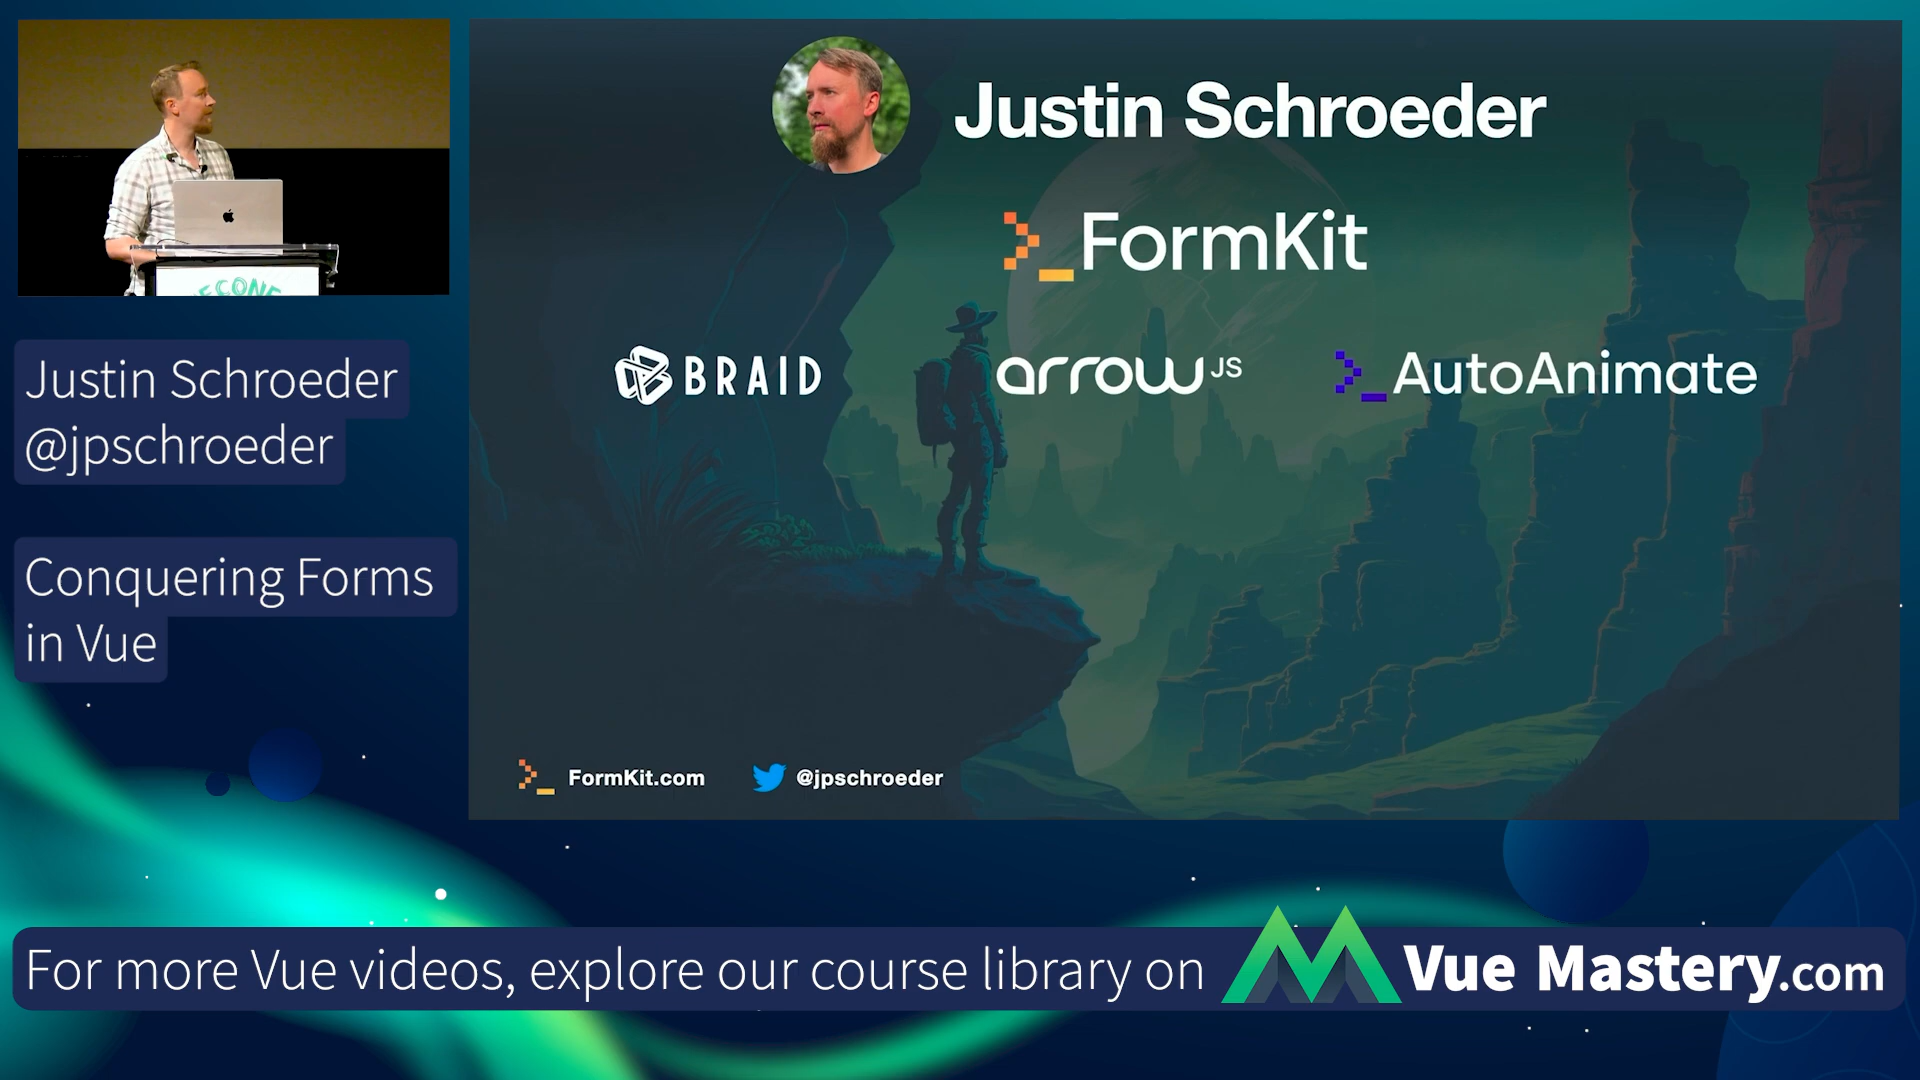 Justin Schroeder
@jpschroeder
Conquering Forms
in Vue
Justin Schroeder
FormKit
BRAID
arrow JS
AutoAnimate
FormKit.com
@jpschroeder
For more Vue videos, explore our course library on
Vue Mastery.com